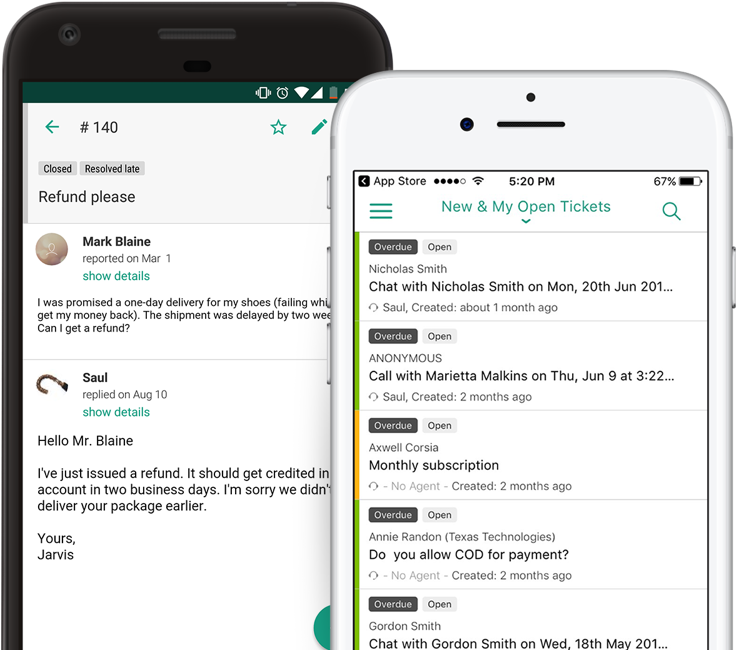 # 140
Closed Resolved late
Refund please
Mark Blaine
reported on Mar 1
show details
I was promised a one-day delivery for my shoes (failing
get my money back). The shipment was delayed by two
Can I get a refund?
Saul
replied on Aug 10
show details
Hello Mr. Blaine
I've just issued a refund. It should get credited in
account in two business days. I'm sorry we
deliver your package earlier.
Yours,
Jarvis
App Store 5:20 PM 67%
New & My Open Tickets
Overdue Open
Nicholas Smith
Chat with Nicholas Smith on Mon, 20th Jun 201...
Saul, Created: about 1 month ago
Overdue Open
ANONYMOUS
Call with Marietta Malkins on Thu, Jun 9 at 3:22...
Saul, Created: 2 months ago
Overdue Open
Axwell Corsia
Monthly subscription
- No Agent - Created: 2 months ago
Overdue Open
Annie Randon (Texas Technologies)
Do you allow COD for payment?
- No Agent - Created: 2 months ago
Overdue Open
Gordon Smith
Chat with Gordon Smith on Wed, 18th May 201...